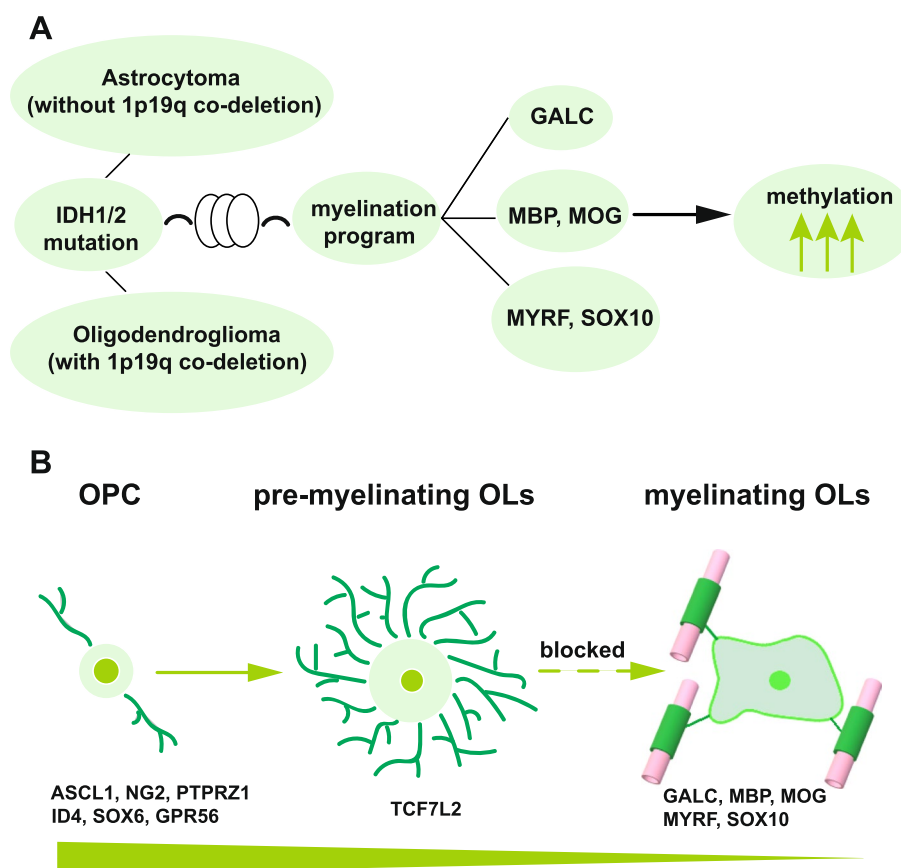 A
Astrocytoma
(without 1p19q co-deletion)
GALC
IDH1/2
mutation
myelination
program
MBP, MOG
methylation
MYRF, SOX10
Oligodendroglioma
(with 1p19q co-deletion)
B
OPC
pre-myelinating OLs
myelinating OLs
blocked
ASCL1, NG2, PTPRZ1
ID4, SOX6, GPR56
TCF7L2
GALC, MBP, MOG
MYRF, SOX10